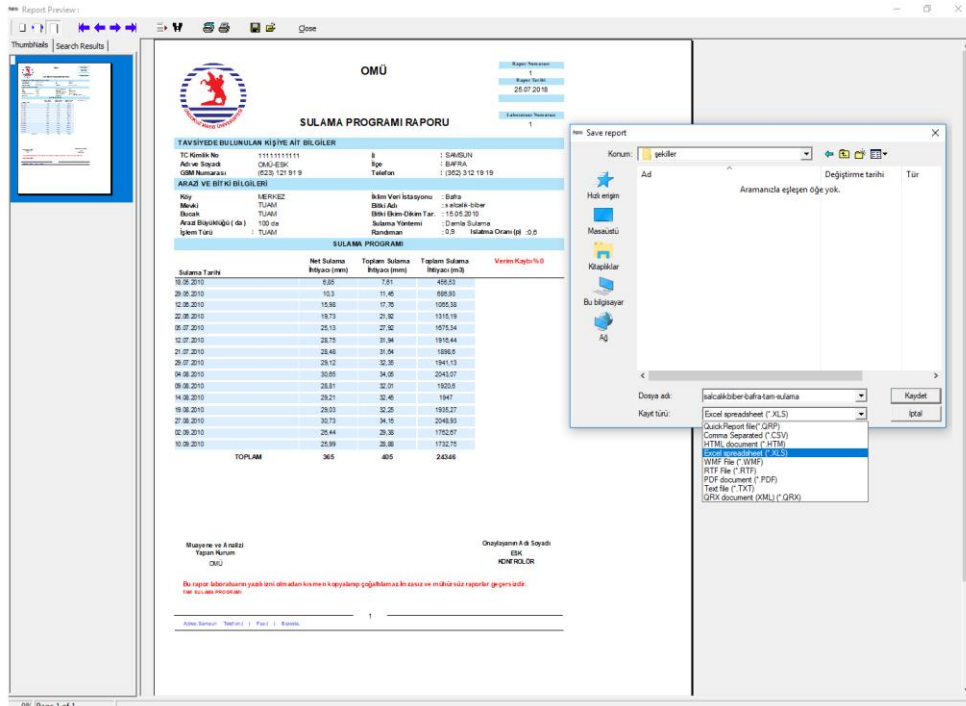 Report Preview :
Close
ThumbNails Search Results
OMÜ
Rapor Numarası
1
Rapor Tarihi
25.07.2018
Laboratuar Numarası
1
SULAMA PROGRAMI RAPORU
TAVSİYEDE BULUNULAN KİŞİYE AİT BİLGİLER
TC Kimlik No 11111111111 İl : SAMSUN
Adı ve Soyadı OMÜ-ESK İlçe : BAFRA
GSM Numarası (623) 121 91 9 Telefon : (362) 312 19 19
ARAZİ VE BİTKİ BİLGİLERİ
Köy MERKEZ İklim Veri İstasyonu : Bafra
Mevki TUAM Bitki Adı : salcalik-biber
Bucak TUAM Bitki Ekim-Dikim Tar. : 15.05.2010
Arazi Büyüklüğü ( da ) 100 da Sulama Yöntemi : Damla Sulama
İşlem Türü : TUAM Randıman : 0,9 Islatma Oranı (p) :0,6
SULAMA PROGRAMI
Sulama Tarihi Net Sulama İhtiyacı (mm) Toplam Sulama İhtiyacı (mm) Toplam Sulama İhtiyacı (m3) Verim Kaybı % 0
18.05.2010 6,85 7,61 456,53
29.05.2010 10,3 11,45
12.06.2010 15,98 17,76 1065,38
22.06.2010 19,73 21,92 1315,19
05.07.2010 25,13 27,92 1675,34
12.07.2010 28,75 31,94 1916,44
21.07.2010 28,48 31,64 1898,6
29.07.2010 29,12 32,35 1941,13
04.08.2010 30,65 34,05 2043,07
09.08.2010 28,81 32,01 1920,6
14.08.2010 29,21 32,45 1947
19.08.2010 29,03 32,25 1935,27
27.08.2010 30,73 34,15 2048,93
02.09.2010 26,44 29,38 1762,67
10.09.2010 25,99 28,88 1732,75
TOPLAM 365 405 24346
Muayene ve Analizi
Yapan Kurum
OMÜ
Onaylayanın Adı Soyadı
ESK
KONTROLÖR
Bu rapor laboratuarın yazılı izni olmadan kısmen kopyalanıp çoğaltılamaz.İmzasız ve mühürsüz raporlar geçersizdir.
TAM SULAMA PROGRAMI
1
Adres:Samsun Telefon:( ) Fax:( ) Eposta:
0% Page 1 of 1
Save report
Konum: şekiller
Ad Değiştirme tarihi Tür
Aramanızla eşleşen öğe yok.
Hızlı erişim
Masaüstü
Kitaplıklar
Bu bilgisayar
Ağ
Dosya adı: salcalikbiber-bafra-tam-sulama Kaydet
Kayıt türü: Excel spreadsheet (*.XLS) İptal
QuickReport file(*.QRP)
Comma Separated (*.CSV)
HTML document (*.HTM)
Excel spreadsheet (*.XLS)
WMF File (*.WMF)
RTF File (*.RTF)
PDF document (*.PDF)
Text file (*.TXT)
QRX document (XML) (*.QRX)